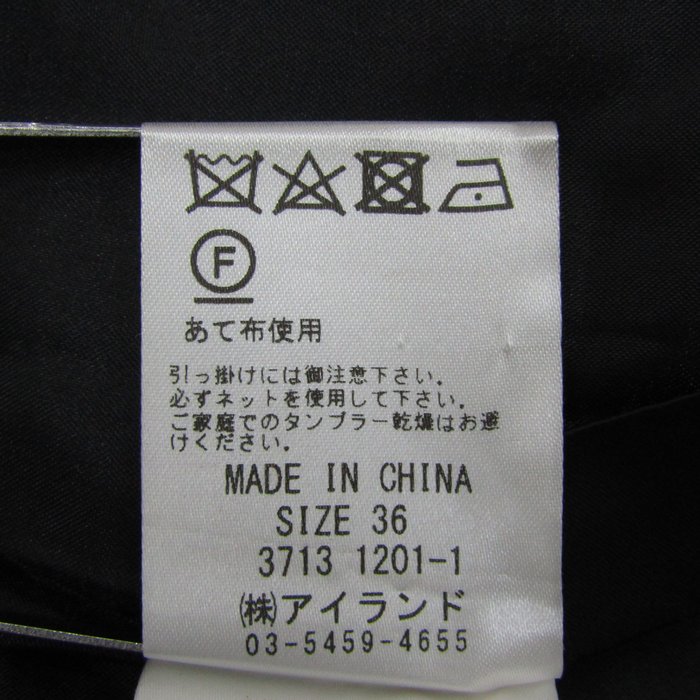 F
あて布使用
引っ掛けには御注意下さい。
必ずネットを使用して下さい。
ご家庭でのタンブラー乾燥はお避
けください。
MADE IN CHINA
SIZE 36
3713 1201-1
㈱アイランド
03-5459-4655